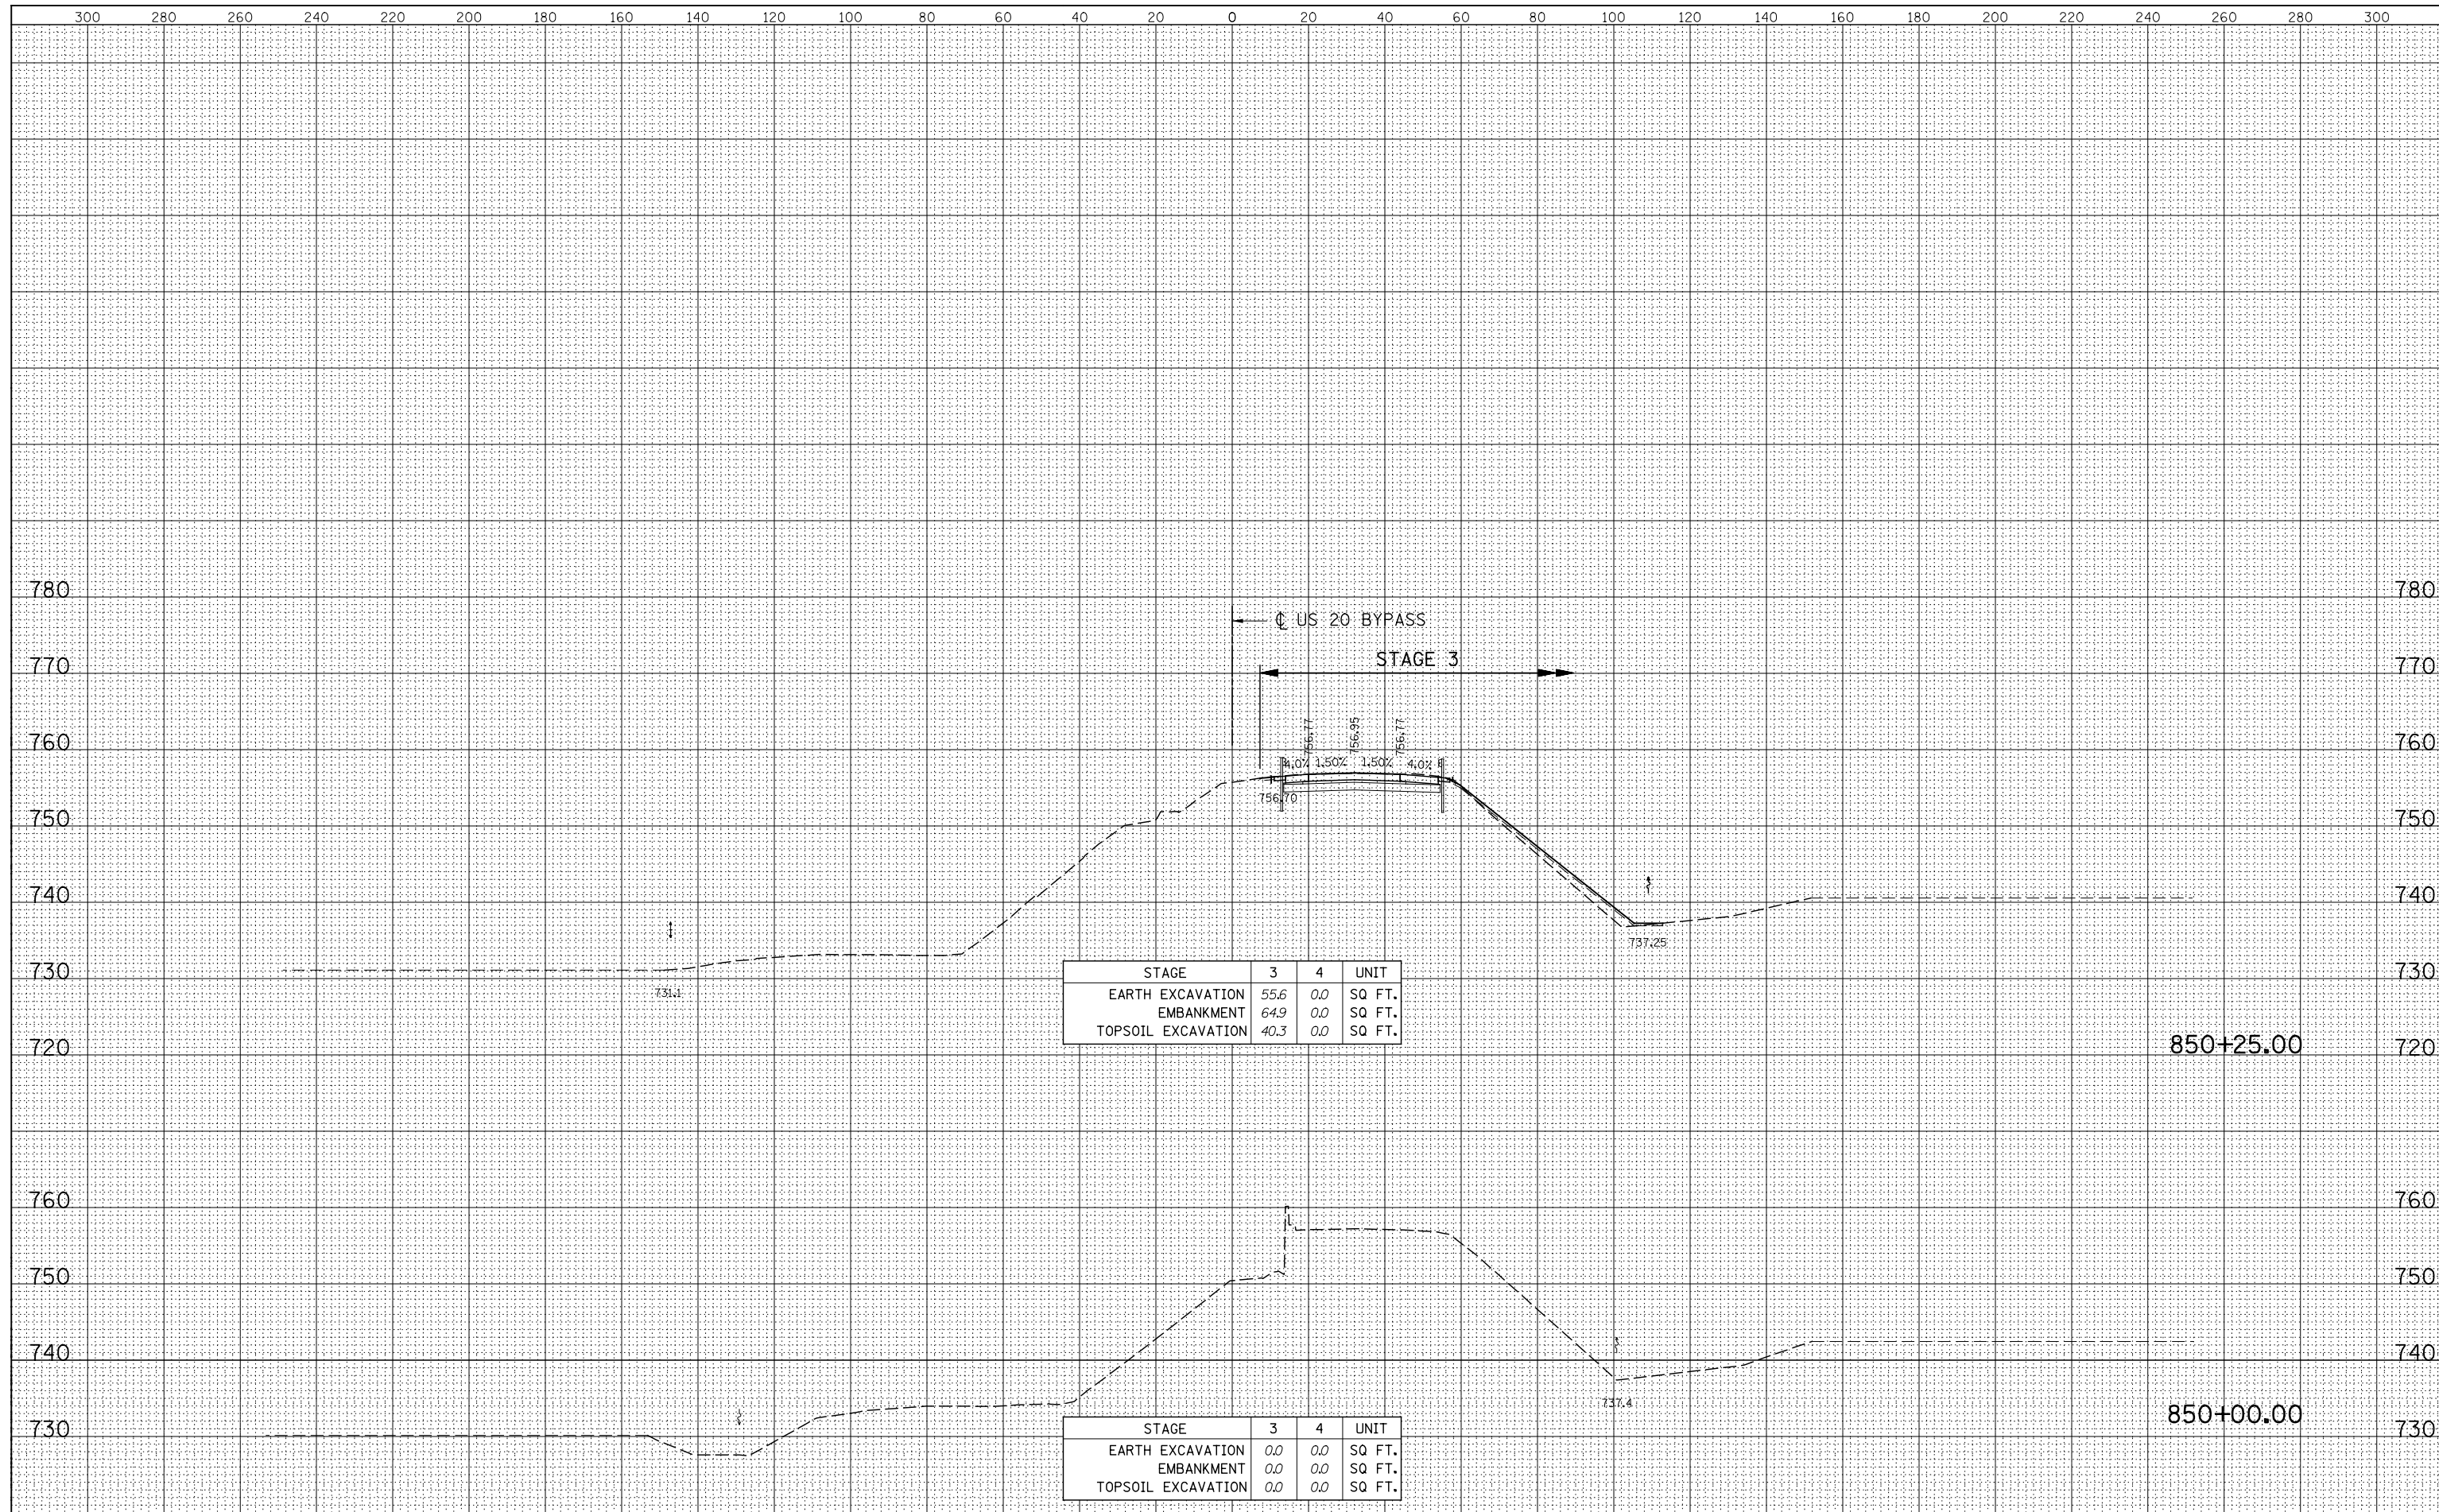 300 280 260 240 220 200 180 160 140 120 100 80 60 40 20 0 20 40 60 80 100 120 140 160 180 200 220 240 260 280 300
780 780
℄ US 20 BYPASS
770 STAGE 3 770
756.77 756.95 756.77
760 760
4.0% 1.50% 1.50% 4.0%
756.70
750 750
740 740
737.25
730 730
731.1
STAGE 3 4 UNIT
EARTH EXCAVATION 55.6 0.0 SQ FT.
EMBANKMENT 64.9 0.0 SQ FT.
TOPSOIL EXCAVATION 40.3 0.0 SQ FT.
720 850+25.00 720
760 760
750 750
740 740
737.4
850+00.00
730 730
STAGE 3 4 UNIT
EARTH EXCAVATION 0.0 0.0 SQ FT.
EMBANKMENT 0.0 0.0 SQ FT.
TOPSOIL EXCAVATION 0.0 0.0 SQ FT.